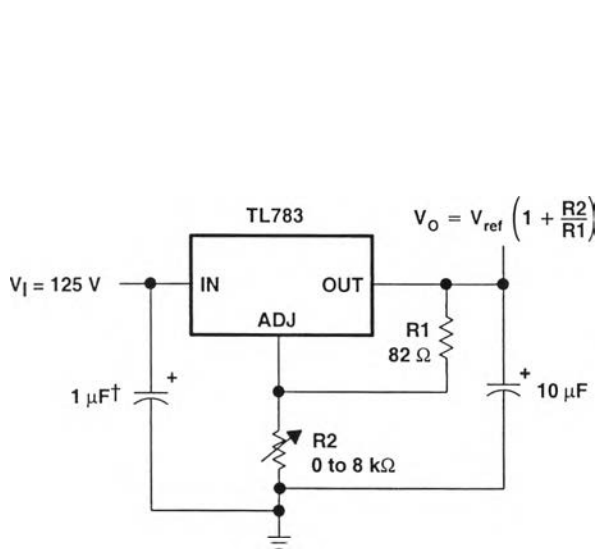 TL783
V_O = V_ref (1 + R2/R1)
V_I = 125 V
IN
OUT
ADJ
R1
82 Ω
1 μF†
+
+
10 μF
R2
0 to 8 kΩ